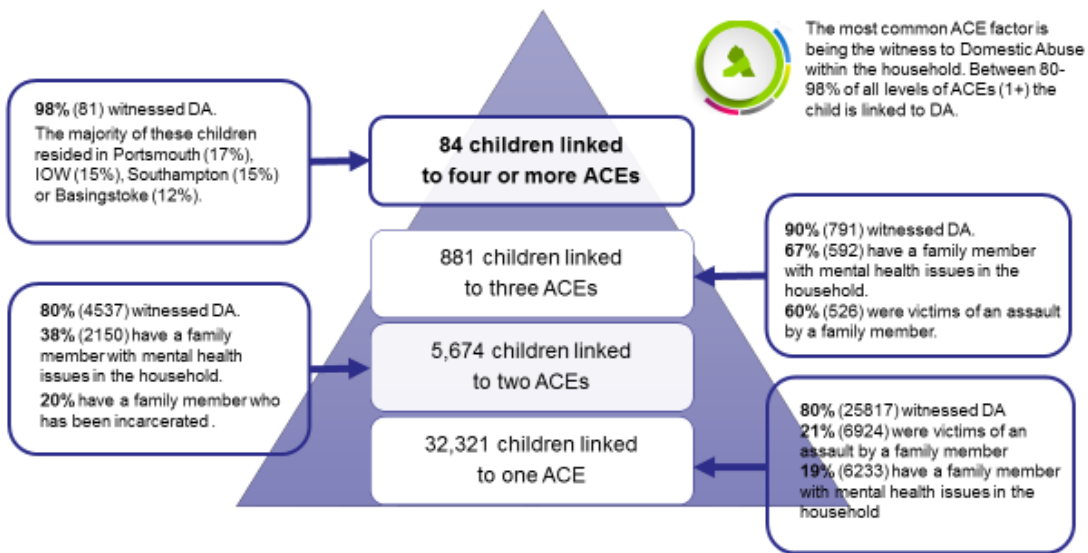 The most common ACE factor is
being the witness to Domestic Abuse
within the household. Between 80-
98% of all levels of ACEs (1+) the
child is linked to DA.
98% (81) witnessed DA.
The majority of these children
resided in Portsmouth (17%),
IOW (15%), Southampton (15%)
or Basingstoke (12%).
84 children linked
to four or more ACEs
881 children linked
to three ACEs
90% (791) witnessed DA.
67% (592) have a family member
with mental health issues in the
household.
60% (526) were victims of an assault
by a family member.
80% (4537) witnessed DA.
38% (2150) have a family
member with mental health
issues in the household.
20% have a family member who
has been incarcerated .
5,674 children linked
to two ACEs
32,321 children linked
to one ACE
80% (25817) witnessed DA
21% (6924) were victims of an
assault by a family member
19% (6233) have a family member
with mental health issues in the
household